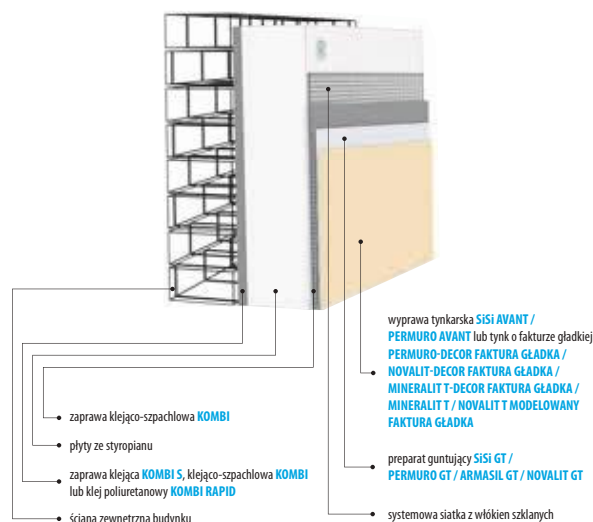 zaprawa klejąco-szpachlowa KOMBI
płyty ze styropianu
zaprawa klejąca KOMBI S, klejąco-szpachlowa KOMBI
lub klej poliuretanowy KOMBI RAPID
ściana zewnętrzna budynku
wyprawa tynkarska SiSi AVANT /
PERMURO AVANT lub tynk o fakturze gładkiej
PERMURO-DECOR FAKTURA GŁADKA /
NOVALIT-DECOR FAKTURA GŁADKA /
MINERALIT T-DECOR FAKTURA GŁADKA /
MINERALIT T / NOVALIT T MODELOWANY
FAKTURA GŁADKA
preparat guntujący SiSi GT /
PERMURO GT / ARMASIL GT / NOVALIT GT
systemowa siatka z włókien szklanych